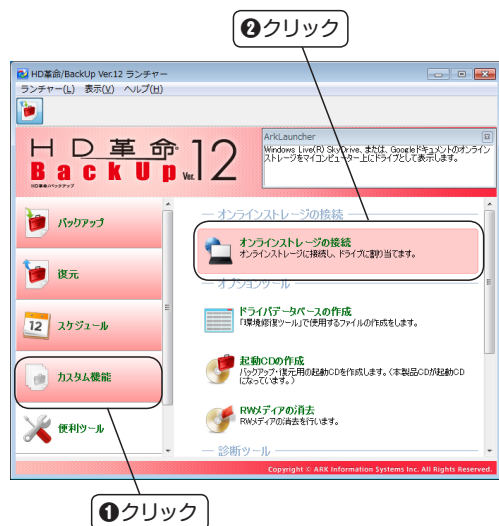 ❷クリック
HD革命/BackUp Ver.12 ランチャー
ランチャー(L) 表示(V) ヘルプ(H)
HD革命
BackUp Ver.12
HD革命/バックアップ
ArkLauncher
Windows Live(R) SkyDrive、または、Googleドキュメントのオンライン
ストレージをマイコンピューター上にドライブとして表示します。
バックアップ
復元
12 スケジュール
カスタム機能
便利ツール
オンラインストレージの接続
オンラインストレージの接続
オンラインストレージに接続し、ドライブに割り当てます。
オプションツール
ドライバデータベースの作成
「環境修復ツール」で使用するファイルの作成をします。
起動CDの作成
バックアップ・復元用の起動CDを作成します。（本製品CDが起動CD
になっています。）
RWメディアの消去
RWメディアの消去を行います。
診断ツール
Copyright © ARK Information Systems Inc. All Rights Reserved.
❶クリック